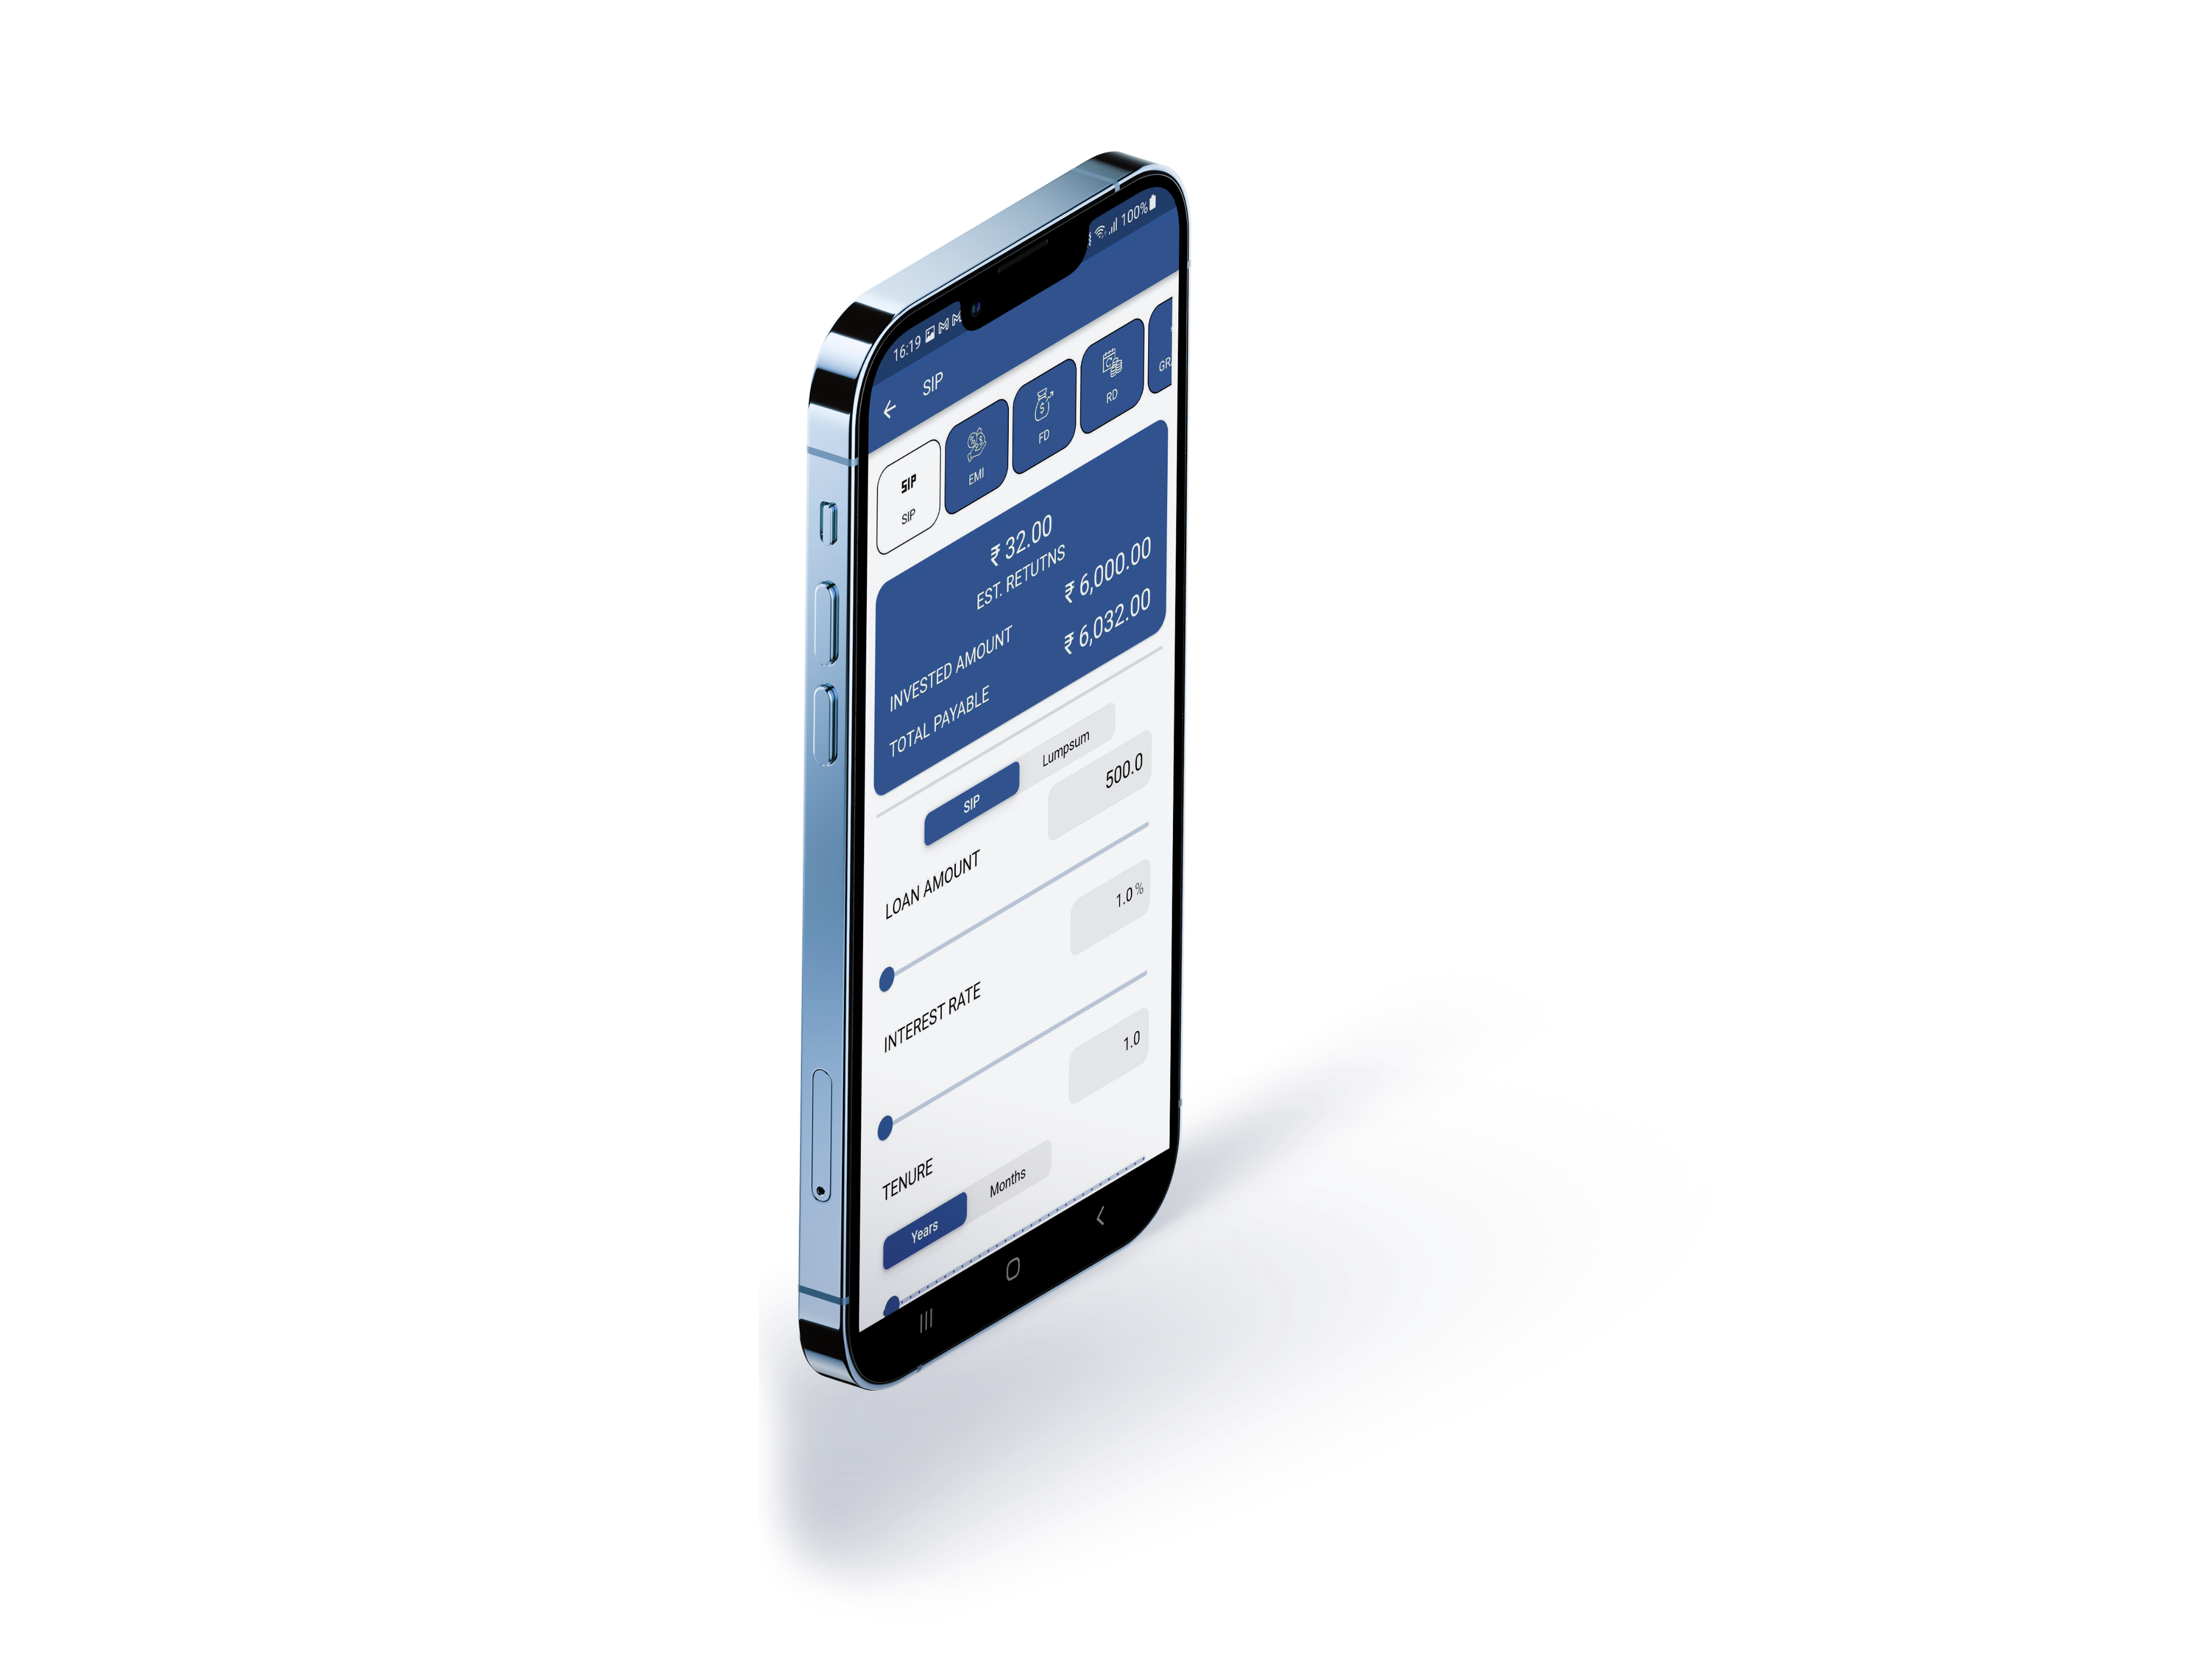 16:19
100%
SIP
SIP
SIP
EMI
FD
RD
GR
₹ 32.00
EST. RETUTNS
INVESTED AMOUNT ₹ 6,000.00
TOTAL PAYABLE ₹ 6,032.00
SIP Lumpsum
LOAN AMOUNT 500.0
INTEREST RATE 1.0 %
TENURE 1.0
Years Months